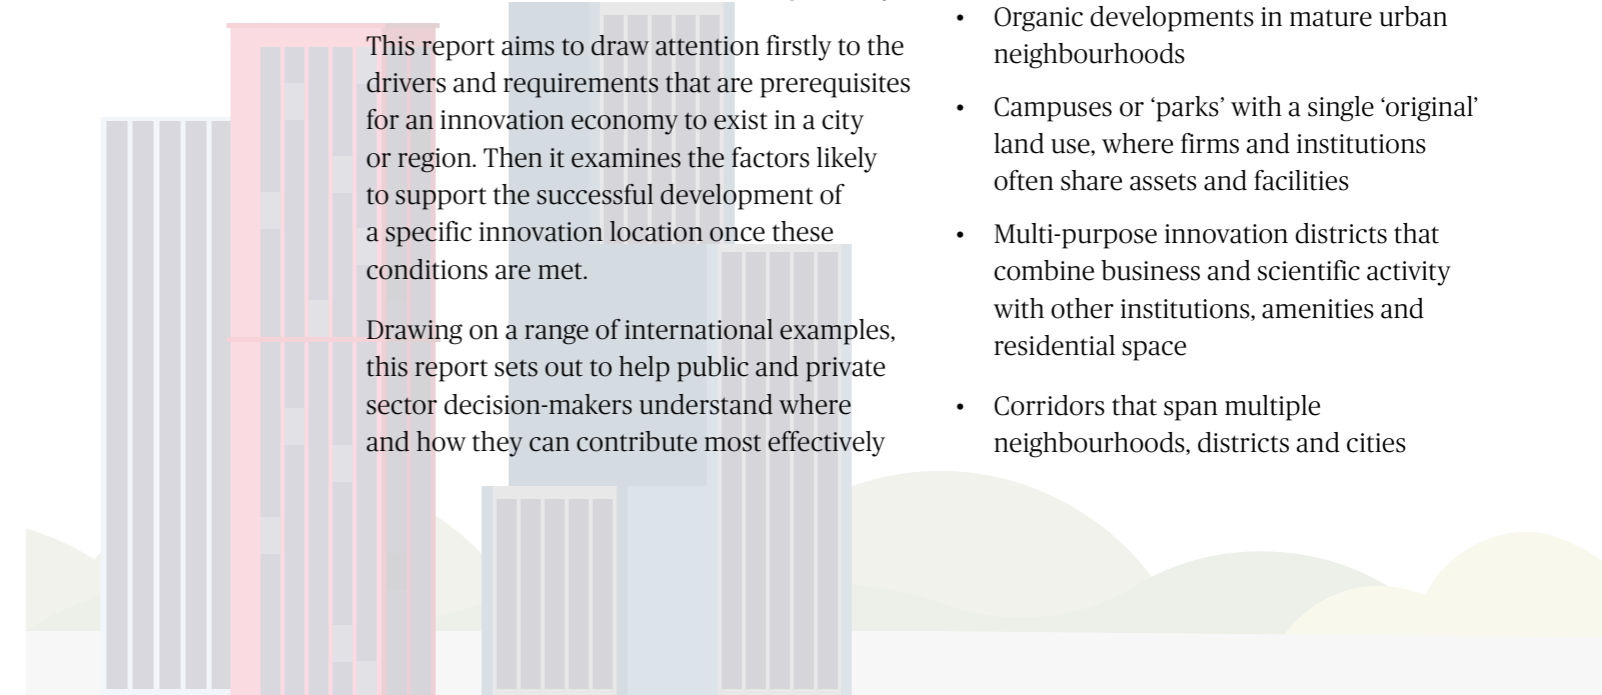 This report aims to draw attention firstly to the
drivers and requirements that are prerequisites
for an innovation economy to exist in a city
or region. Then it examines the factors likely
to support the successful development of
a specific innovation location once these
conditions are met.
Drawing on a range of international examples,
this report sets out to help public and private
sector decision-makers understand where
and how they can contribute most effectively
• Organic developments in mature urban
neighbourhoods
• Campuses or ‘parks’ with a single ‘original’
land use, where firms and institutions
often share assets and facilities
• Multi-purpose innovation districts that
combine business and scientific activity
with other institutions, amenities and
residential space
• Corridors that span multiple
neighbourhoods, districts and cities